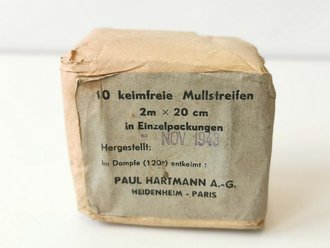 10 keimfreie Mullstreifen
2m × 20 cm
in Einzelpackungen
NOV 1943
Hergestellt:
Im Dampfe (120°) entkeimt :
PAUL HARTMANN A.-G.
HEIDENHEIM - PARIS